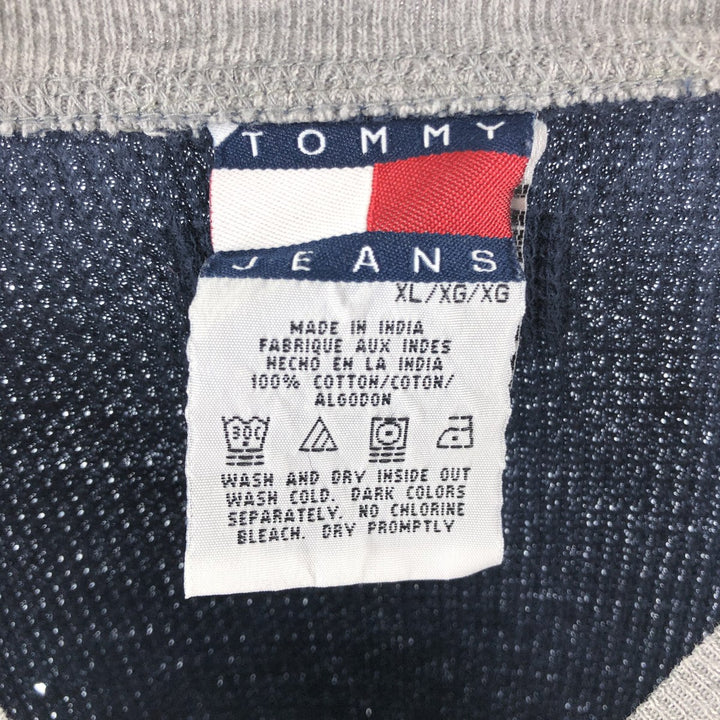 TOMMY
JEANS
XL/XG/XG
MADE IN INDIA
FABRIQUE AUX INDES
HECHO EN LA INDIA
100% COTTON/COTON/
ALGODON
30C
WASH AND DRY INSIDE OUT
WASH COLD. DARK COLORS
SEPARATELY. NO CHLORINE
BLEACH. DRY PROMPTLY